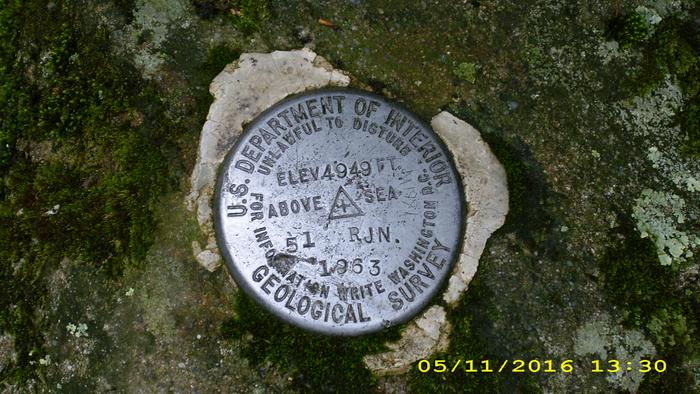 U.S. DEPARTMENT OF INTERIOR
UNLAWFUL TO DISTURB
ELEV 4949 FT
ABOVE SEA
51 RJN.
1963
FOR INFORMATION WRITE WASHINGTON D.C.
GEOLOGICAL SURVEY
05/11/2016 13:30